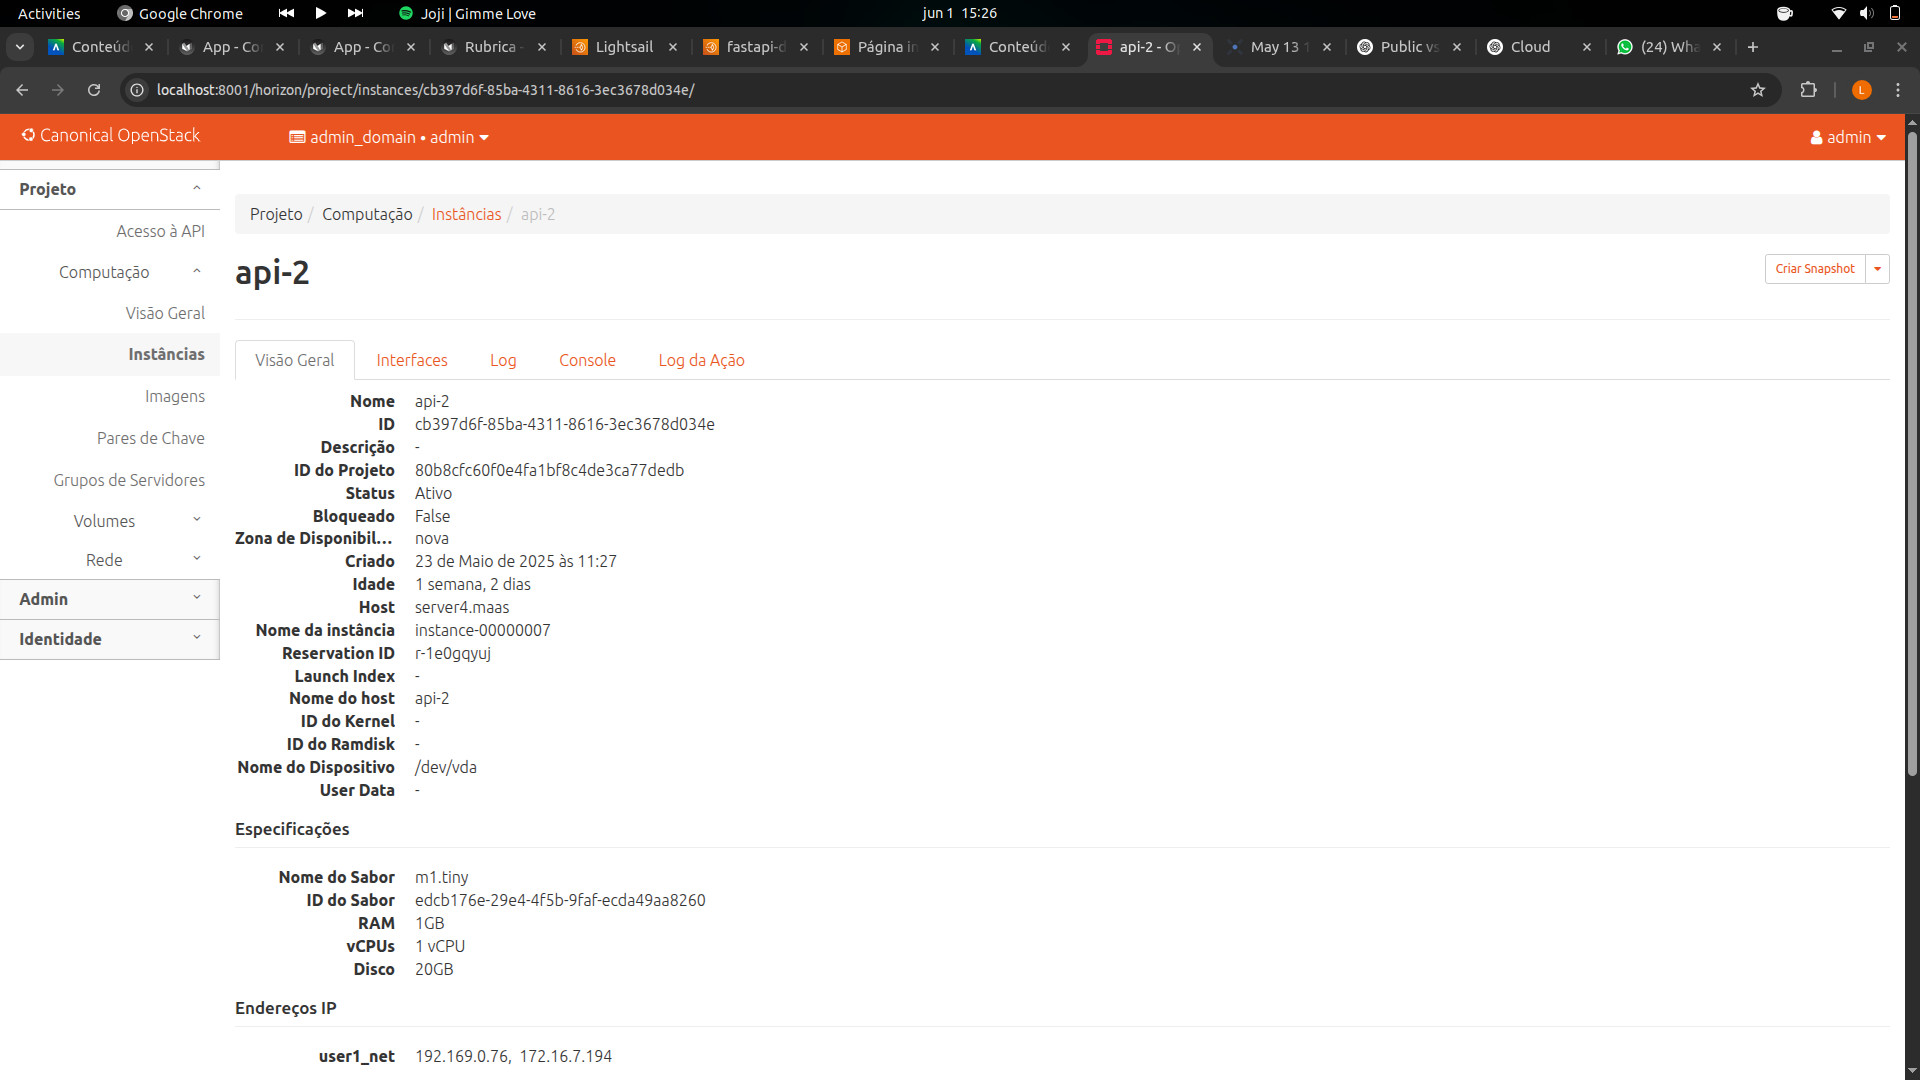 Activities Google Chrome Joji | Gimme Love jun 1 15:26
Conteúd App - Co App - Co Rubrica - Lightsail fastapi-d Página in Conteúd api-2 - Op May 13 1 Public vs Cloud (24) Wha
localhost:8001/horizon/project/instances/cb397d6f-85ba-4311-8616-3ec3678d034e/ L
Canonical OpenStack admin_domain • admin admin
Projeto
Acesso à API
Computação
Visão Geral
Instâncias
Imagens
Pares de Chave
Grupos de Servidores
Volumes
Rede
Admin
Identidade
Projeto / Computação / Instâncias / api-2
api-2
Criar Snapshot
Visão Geral Interfaces Log Console Log da Ação
Nome api-2
ID cb397d6f-85ba-4311-8616-3ec3678d034e
Descrição -
ID do Projeto 80b8cfc60f0e4fa1bf8c4de3ca77dedb
Status Ativo
Bloqueado False
Zona de Disponibil... nova
Criado 23 de Maio de 2025 às 11:27
Idade 1 semana, 2 dias
Host server4.maas
Nome da instância instance-00000007
Reservation ID r-1e0gqyuj
Launch Index -
Nome do host api-2
ID do Kernel -
ID do Ramdisk -
Nome do Dispositivo /dev/vda
User Data -
Especificações
Nome do Sabor m1.tiny
ID do Sabor edcb176e-29e4-4f5b-9faf-ecda49aa8260
RAM 1GB
vCPUs 1 vCPU
Disco 20GB
Endereços IP
user1_net 192.169.0.76, 172.16.7.194